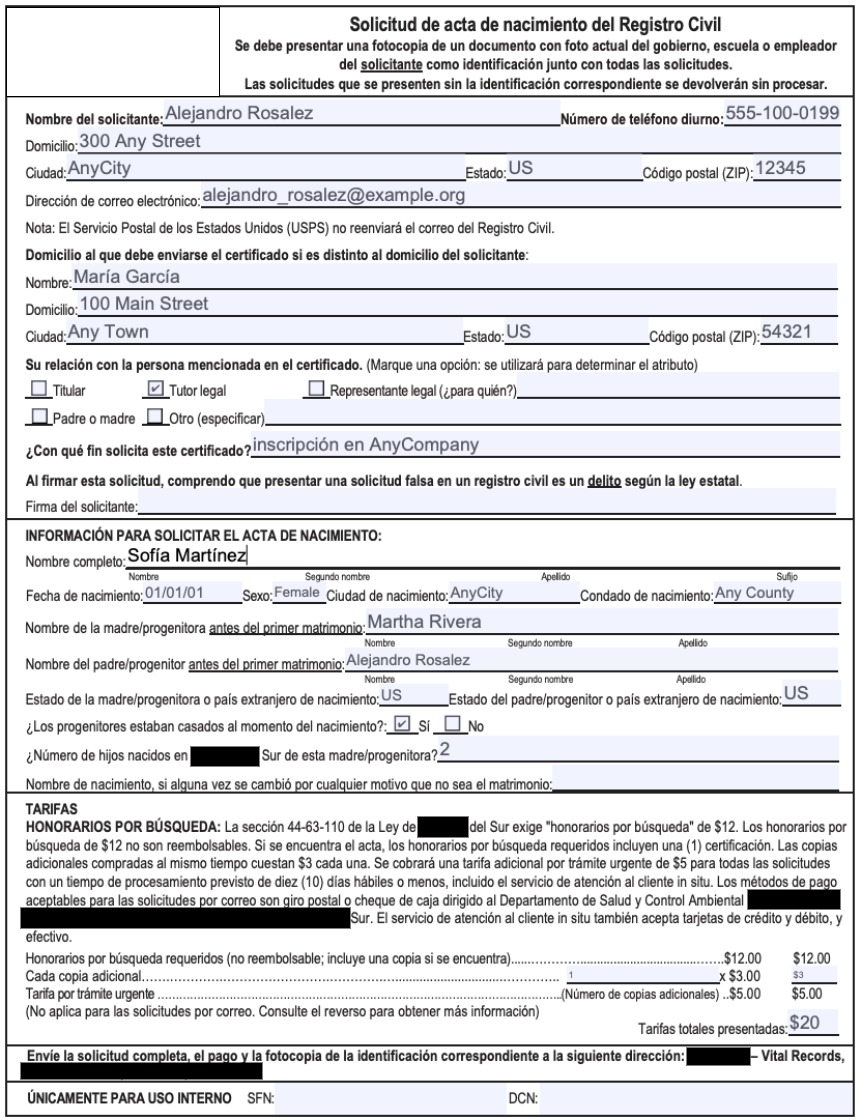 Solicitud de acta de nacimiento del Registro Civil
Se debe presentar una fotocopia de un documento con foto actual del gobierno, escuela o empleador
del solicitante como identificación junto con todas las solicitudes.
Las solicitudes que se presenten sin la identificación correspondiente se devolverán sin procesar.
Nombre del solicitante: Alejandro Rosalez Número de teléfono diurno: 555-100-0199
Domicilio: 300 Any Street
Ciudad: AnyCity Estado: US Código postal (ZIP): 12345
Dirección de correo electrónico: alejandro_rosalez@example.org
Nota: El Servicio Postal de los Estados Unidos (USPS) no reenviará el correo del Registro Civil.
Domicilio al que debe enviarse el certificado si es distinto al domicilio del solicitante:
Nombre: María García
Domicilio: 100 Main Street
Ciudad: Any Town Estado: US Código postal (ZIP): 54321
Su relación con la persona mencionada en el certificado. (Marque una opción: se utilizará para determinar el atributo)
Titular Tutor legal Representante legal (¿para quién?)
Padre o madre Otro (especificar)
¿Con qué fin solicita este certificado? inscripción en AnyCompany
Al firmar esta solicitud, comprendo que presentar una solicitud falsa en un registro civil es un delito según la ley estatal.
Firma del solicitante:
INFORMACIÓN PARA SOLICITAR EL ACTA DE NACIMIENTO:
Nombre completo: Sofía Martínez
Nombre Segundo nombre Apellido Sufijo
Fecha de nacimiento: 01/01/01 Sexo: Female Ciudad de nacimiento: AnyCity Condado de nacimiento: Any County
Nombre de la madre/progenitora antes del primer matrimonio: Martha Rivera
Nombre Segundo nombre Apellido
Nombre del padre/progenitor antes del primer matrimonio: Alejandro Rosalez
Nombre Segundo nombre Apellido
Estado de la madre/progenitora o país extranjero de nacimiento: US Estado del padre/progenitor o país extranjero de nacimiento: US
¿Los progenitores estaban casados al momento del nacimiento?: Sí No
¿Número de hijos nacidos en Sur de esta madre/progenitora? 2
Nombre de nacimiento, si alguna vez se cambió por cualquier motivo que no sea el matrimonio:
TARIFAS
HONORARIOS POR BÚSQUEDA: La sección 44-63-110 de la Ley de del Sur exige "honorarios por búsqueda" de $12. Los honorarios por
búsqueda de $12 no son reembolsables. Si se encuentra el acta, los honorarios por búsqueda requeridos incluyen una (1) certificación. Las copias
adicionales compradas al mismo tiempo cuestan $3 cada una. Se cobrará una tarifa adicional por trámite urgente de $5 para todas las solicitudes
con un tiempo de procesamiento previsto de diez (10) días hábiles o menos, incluido el servicio de atención al cliente in situ. Los métodos de pago
aceptables para las solicitudes por correo son giro postal o cheque de caja dirigido al Departamento de Salud y Control Ambiental
Sur. El servicio de atención al cliente in situ también acepta tarjetas de crédito y débito, y
efectivo.
Honorarios por búsqueda requeridos (no reembolsable; incluye una copia si se encuentra)....................$12.00 $12.00
Cada copia adicional.................... 1 x $3.00 $3
Tarifa por trámite urgente ....................(Número de copias adicionales) ..$5.00 $5.00
(No aplica para las solicitudes por correo. Consulte el reverso para obtener más información)
Tarifas totales presentadas: $20
Envíe la solicitud completa, el pago y la fotocopia de la identificación correspondiente a la siguiente dirección: – Vital Records,
ÚNICAMENTE PARA USO INTERNO SFN: DCN: